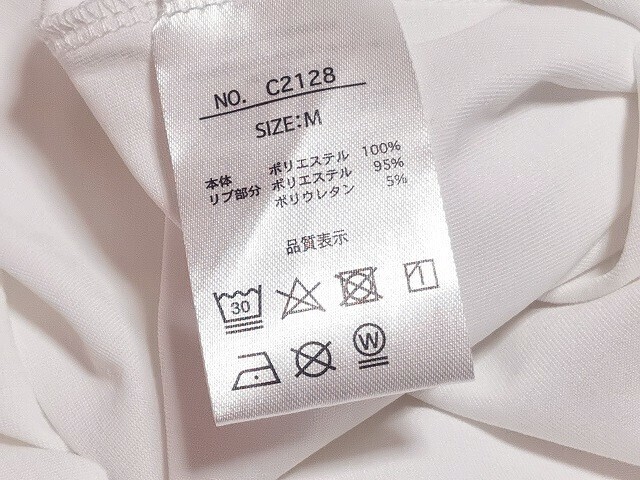 NO. C2128
SIZE:M
本体 ポリエステル 100%
リブ部分 ポリエステル 95%
ポリウレタン 5%
品質表示
30
W